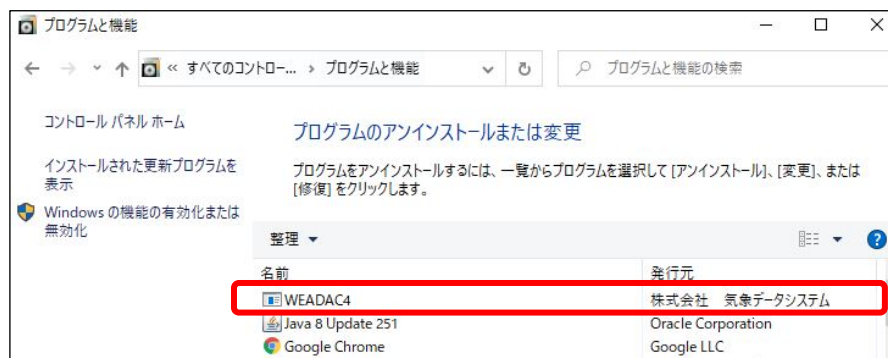 プログラムと機能
« すべてのコントロー... › プログラムと機能
プログラムと機能の検索
コントロール パネル ホーム
インストールされた更新プログラムを
表示
Windows の機能の有効化または
無効化
プログラムのアンインストールまたは変更
プログラムをアンインストールするには、一覧からプログラムを選択して [アンインストール]、[変更]、または
[修復] をクリックします。
整理
名前 発行元
WEADAC4 株式会社　気象データシステム
Java 8 Update 251 Oracle Corporation
Google Chrome Google LLC